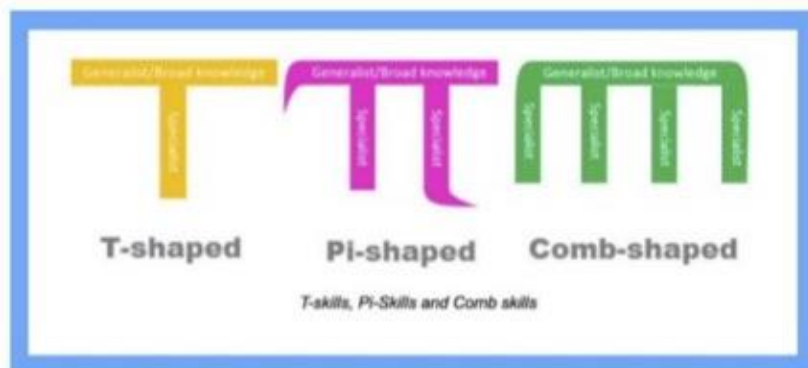 Generalist/Broad knowledge
Specialist
T-shaped
Generalist/Broad knowledge
Specialist
Specialist
Pi-shaped
Generalist/Broad knowledge
Specialist
Specialist
Specialist
Specialist
Comb-shaped
T-skills, Pi-Skills and Comb skills